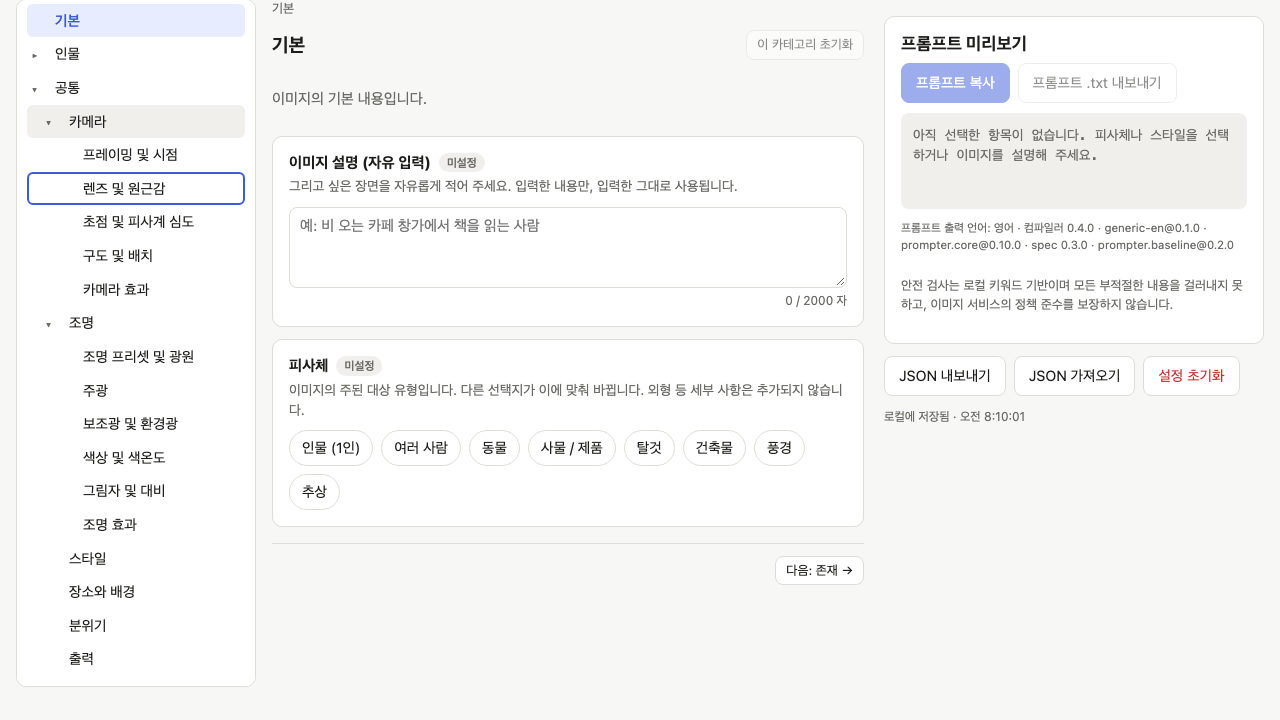 기본
인물
공통
카메라
프레이밍 및 시점
렌즈 및 원근감
초점 및 피사계 심도
구도 및 배치
카메라 효과
조명
조명 프리셋 및 광원
주광
보조광 및 환경광
색상 및 색온도
그림자 및 대비
조명 효과
스타일
장소와 배경
분위기
출력
기본
기본
이 카테고리 초기화
이미지의 기본 내용입니다.
이미지 설명 (자유 입력) 미설정
그리고 싶은 장면을 자유롭게 적어 주세요. 입력한 내용만, 입력한 그대로 사용됩니다.
예: 비 오는 카페 창가에서 책을 읽는 사람
0 / 2000 자
피사체 미설정
이미지의 주된 대상 유형입니다. 다른 선택지가 이에 맞춰 바뀝니다. 외형 등 세부 사항은 추가되지 않습니
다.
인물 (1인) 여러 사람 동물 사물 / 제품 탈것 건축물 풍경
추상
다음: 존재 →
프롬프트 미리보기
프롬프트 복사 프롬프트 .txt 내보내기
아직 선택한 항목이 없습니다. 피사체나 스타일을 선택
하거나 이미지를 설명해 주세요.
프롬프트 출력 언어: 영어 · 컴파일러 0.4.0 · generic-en@0.1.0 ·
prompter.core@0.10.0 · spec 0.3.0 · prompter.baseline@0.2.0
안전 검사는 로컬 키워드 기반이며 모든 부적절한 내용을 걸러내지 못
하고, 이미지 서비스의 정책 준수를 보장하지 않습니다.
JSON 내보내기 JSON 가져오기 설정 초기화
로컬에 저장됨 · 오전 8:10:01